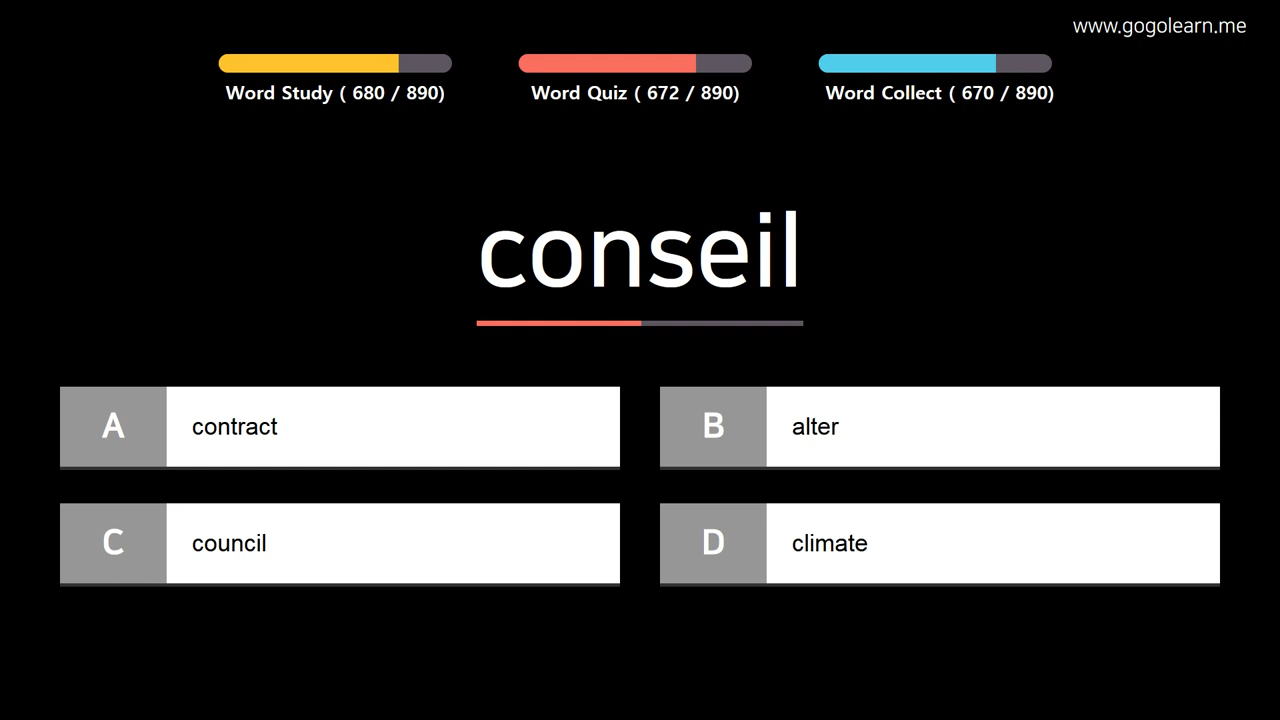 www.gogolearn.me
Word Study ( 680 / 890)
Word Quiz ( 672 / 890)
Word Collect ( 670 / 890)
conseil
A contract
B alter
C council
D climate